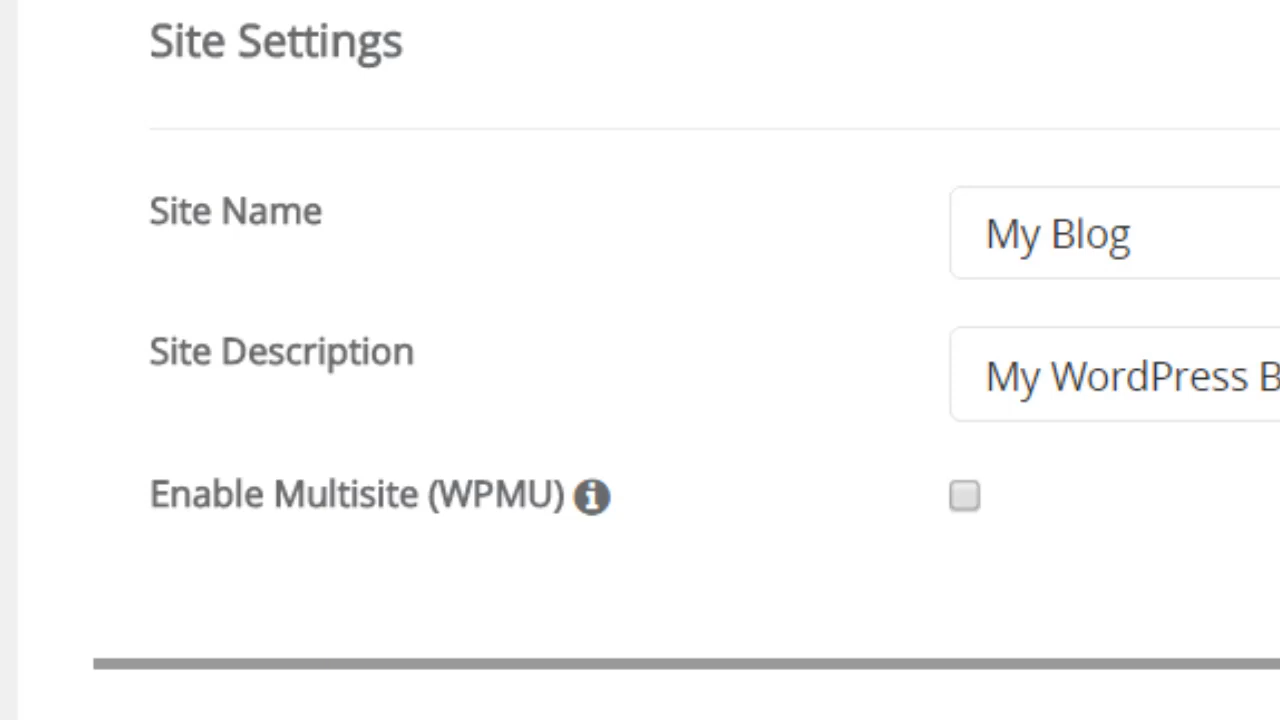 Site Settings
Site Name
My Blog
Site Description
My WordPress
Enable Multisite (WPMU)